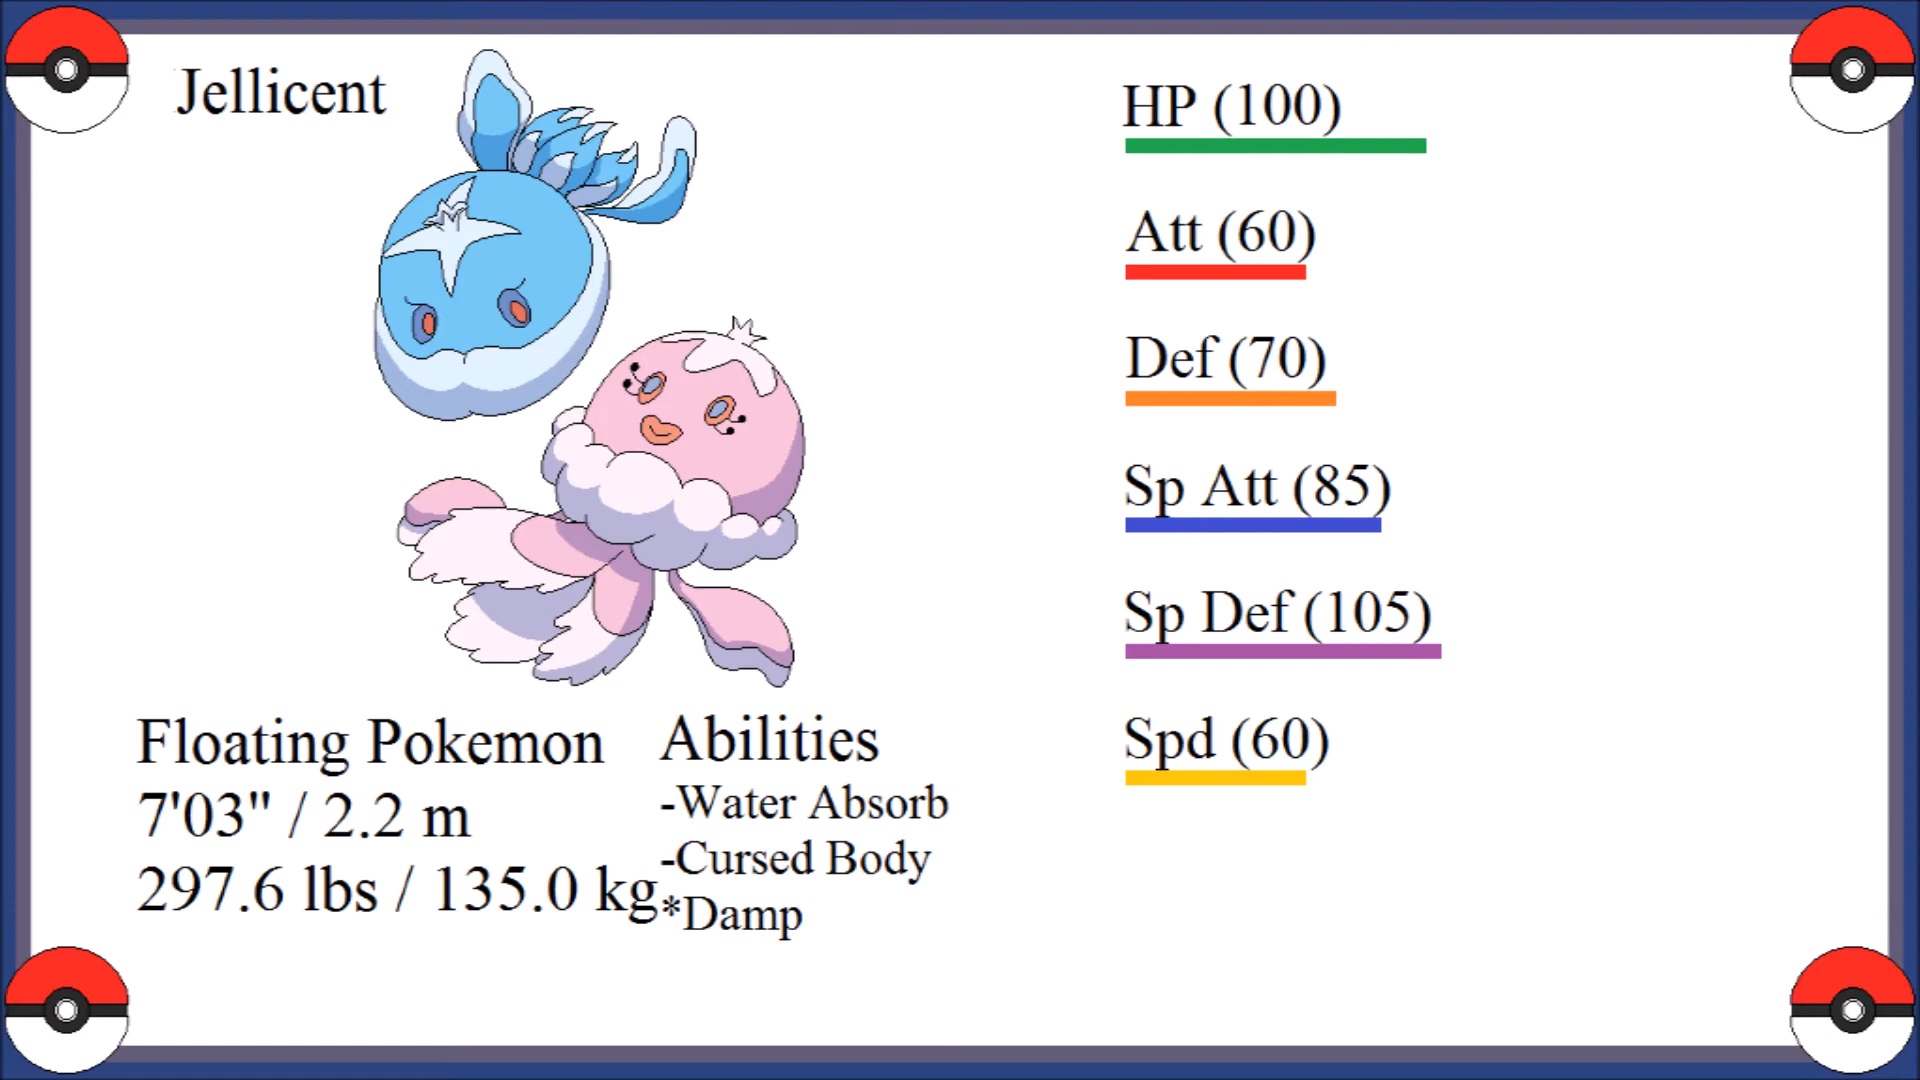 Jellicent
Floating Pokemon
7'03" / 2.2 m
297.6 lbs / 135.0 kg
Abilities
-Water Absorb
-Cursed Body
*Damp
HP (100)
Att (60)
Def (70)
Sp Att (85)
Sp Def (105)
Spd (60)